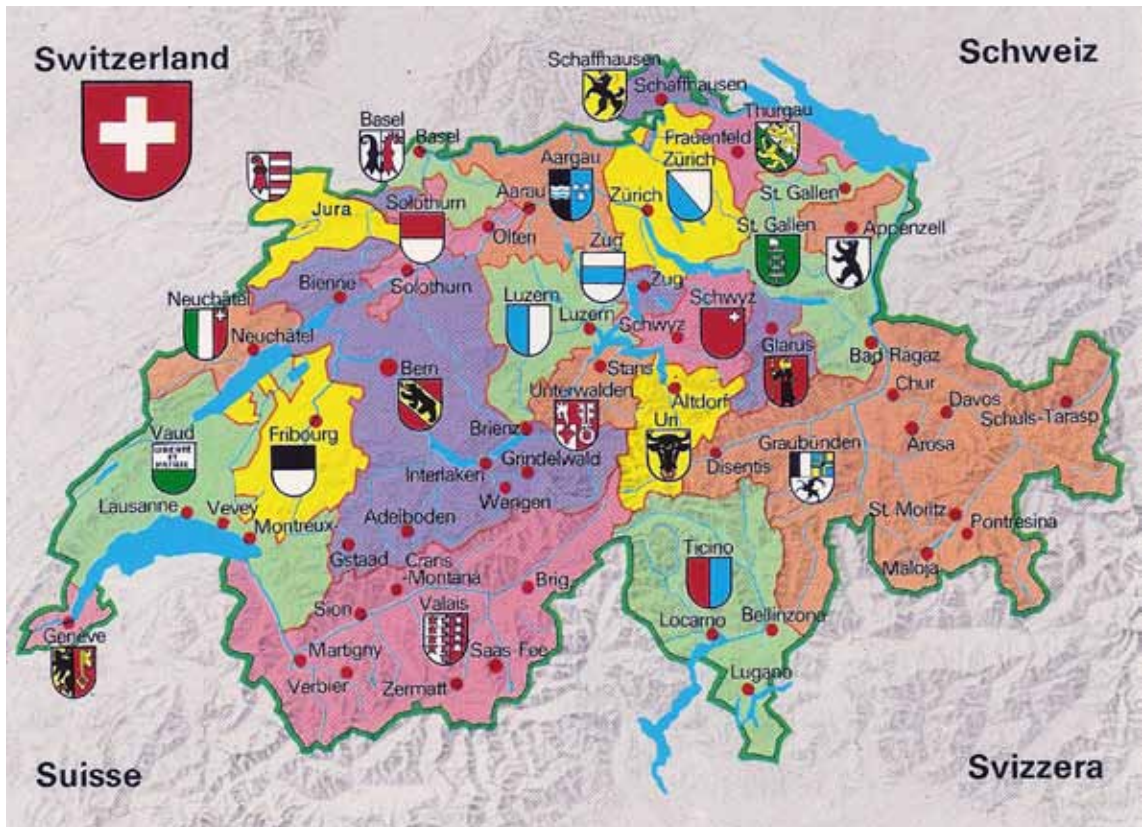 Switzerland
Schweiz
Schaffhausen
Schaffhausen
Thurgau
Basel
Basel
Frauenfeld
Aargau
Zürich
Jura
Solothurn
Aarau
Zürich
St. Gallen
Olten
Zug
St. Gallen
Appenzell
Bienne
Solothurn
Zug
Neuchâtel
Luzern
Schwyz
Neuchâtel
Luzern
Schwyz
Glarus
Bern
Stans
Bad Ragaz
Unterwalden
Altdorf
Chur
Davos
Schuls-Tarasp
Vaud
Fribourg
Brienz
Uri
Graubünden
Arosa
Interlaken
Grindelwald
Disentis
Wengen
Lausanne
Vevey
Montreux
Adelboden
St. Moritz
Pontresina
Gstaad
Crans
-Montana
Ticino
Maloja
Brig
Sion
Valais
Locarno
Bellinzona
Genève
Martigny
Saas-Fee
Verbier
Zermatt
Lugano
Suisse
Svizzera